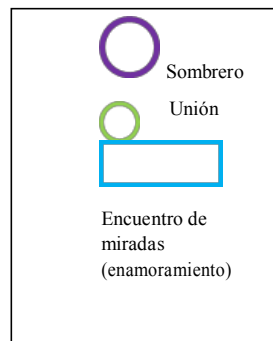 Sombrero
Unión
Encuentro de
miradas
(enamoramiento)